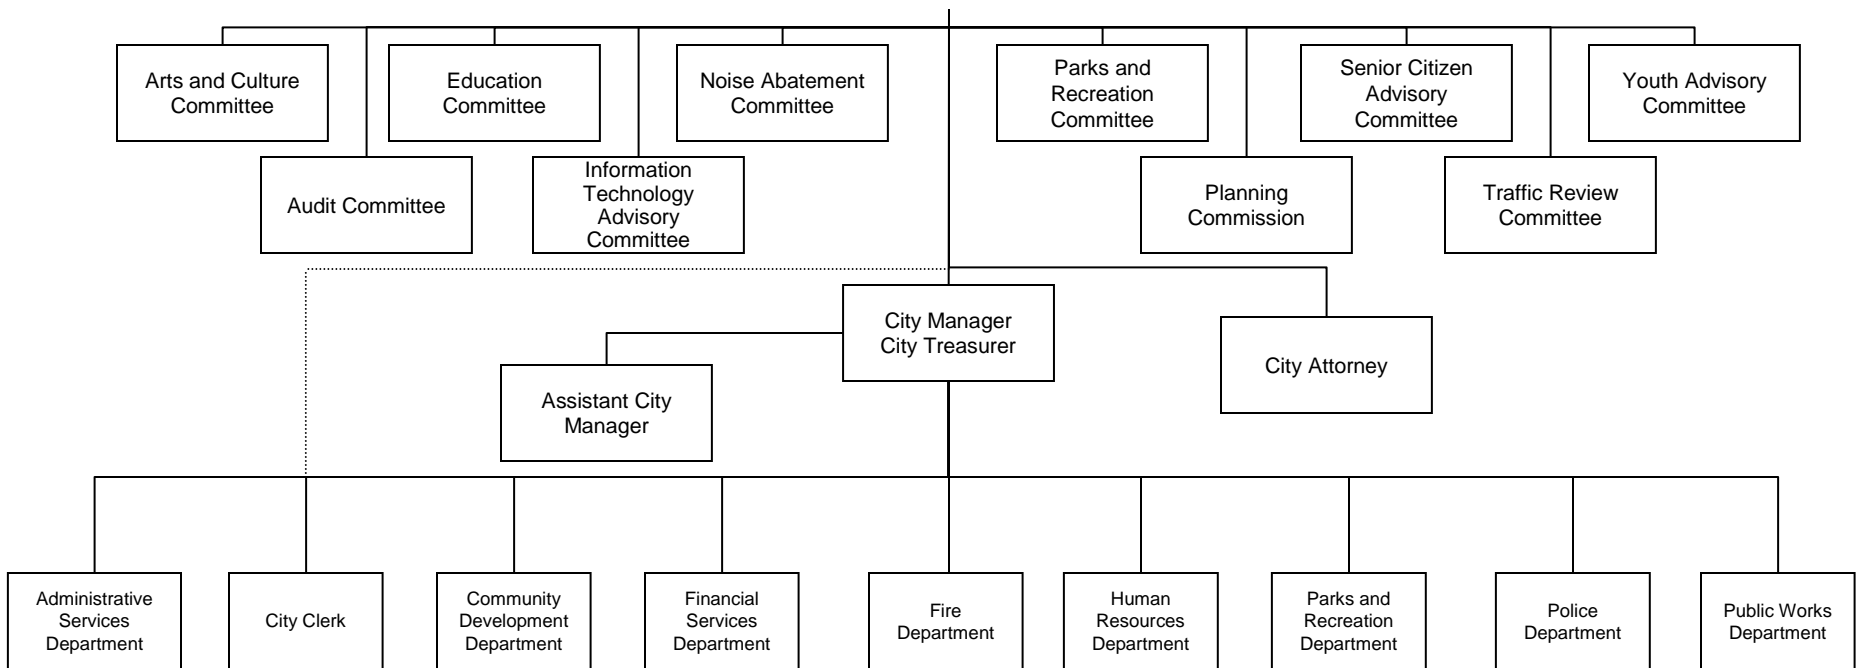 Arts and Culture
Committee
Education
Committee
Noise Abatement
Committee
Parks and
Recreation
Committee
Senior Citizen
Advisory
Committee
Youth Advisory
Committee
Audit Committee
Information
Technology
Advisory
Committee
Planning
Commission
Traffic Review
Committee
City Manager
City Treasurer
City Attorney
Assistant City
Manager
Administrative
Services
Department
City Clerk
Community
Development
Department
Financial
Services
Department
Fire
Department
Human
Resources
Department
Parks and
Recreation
Department
Police
Department
Public Works
Department